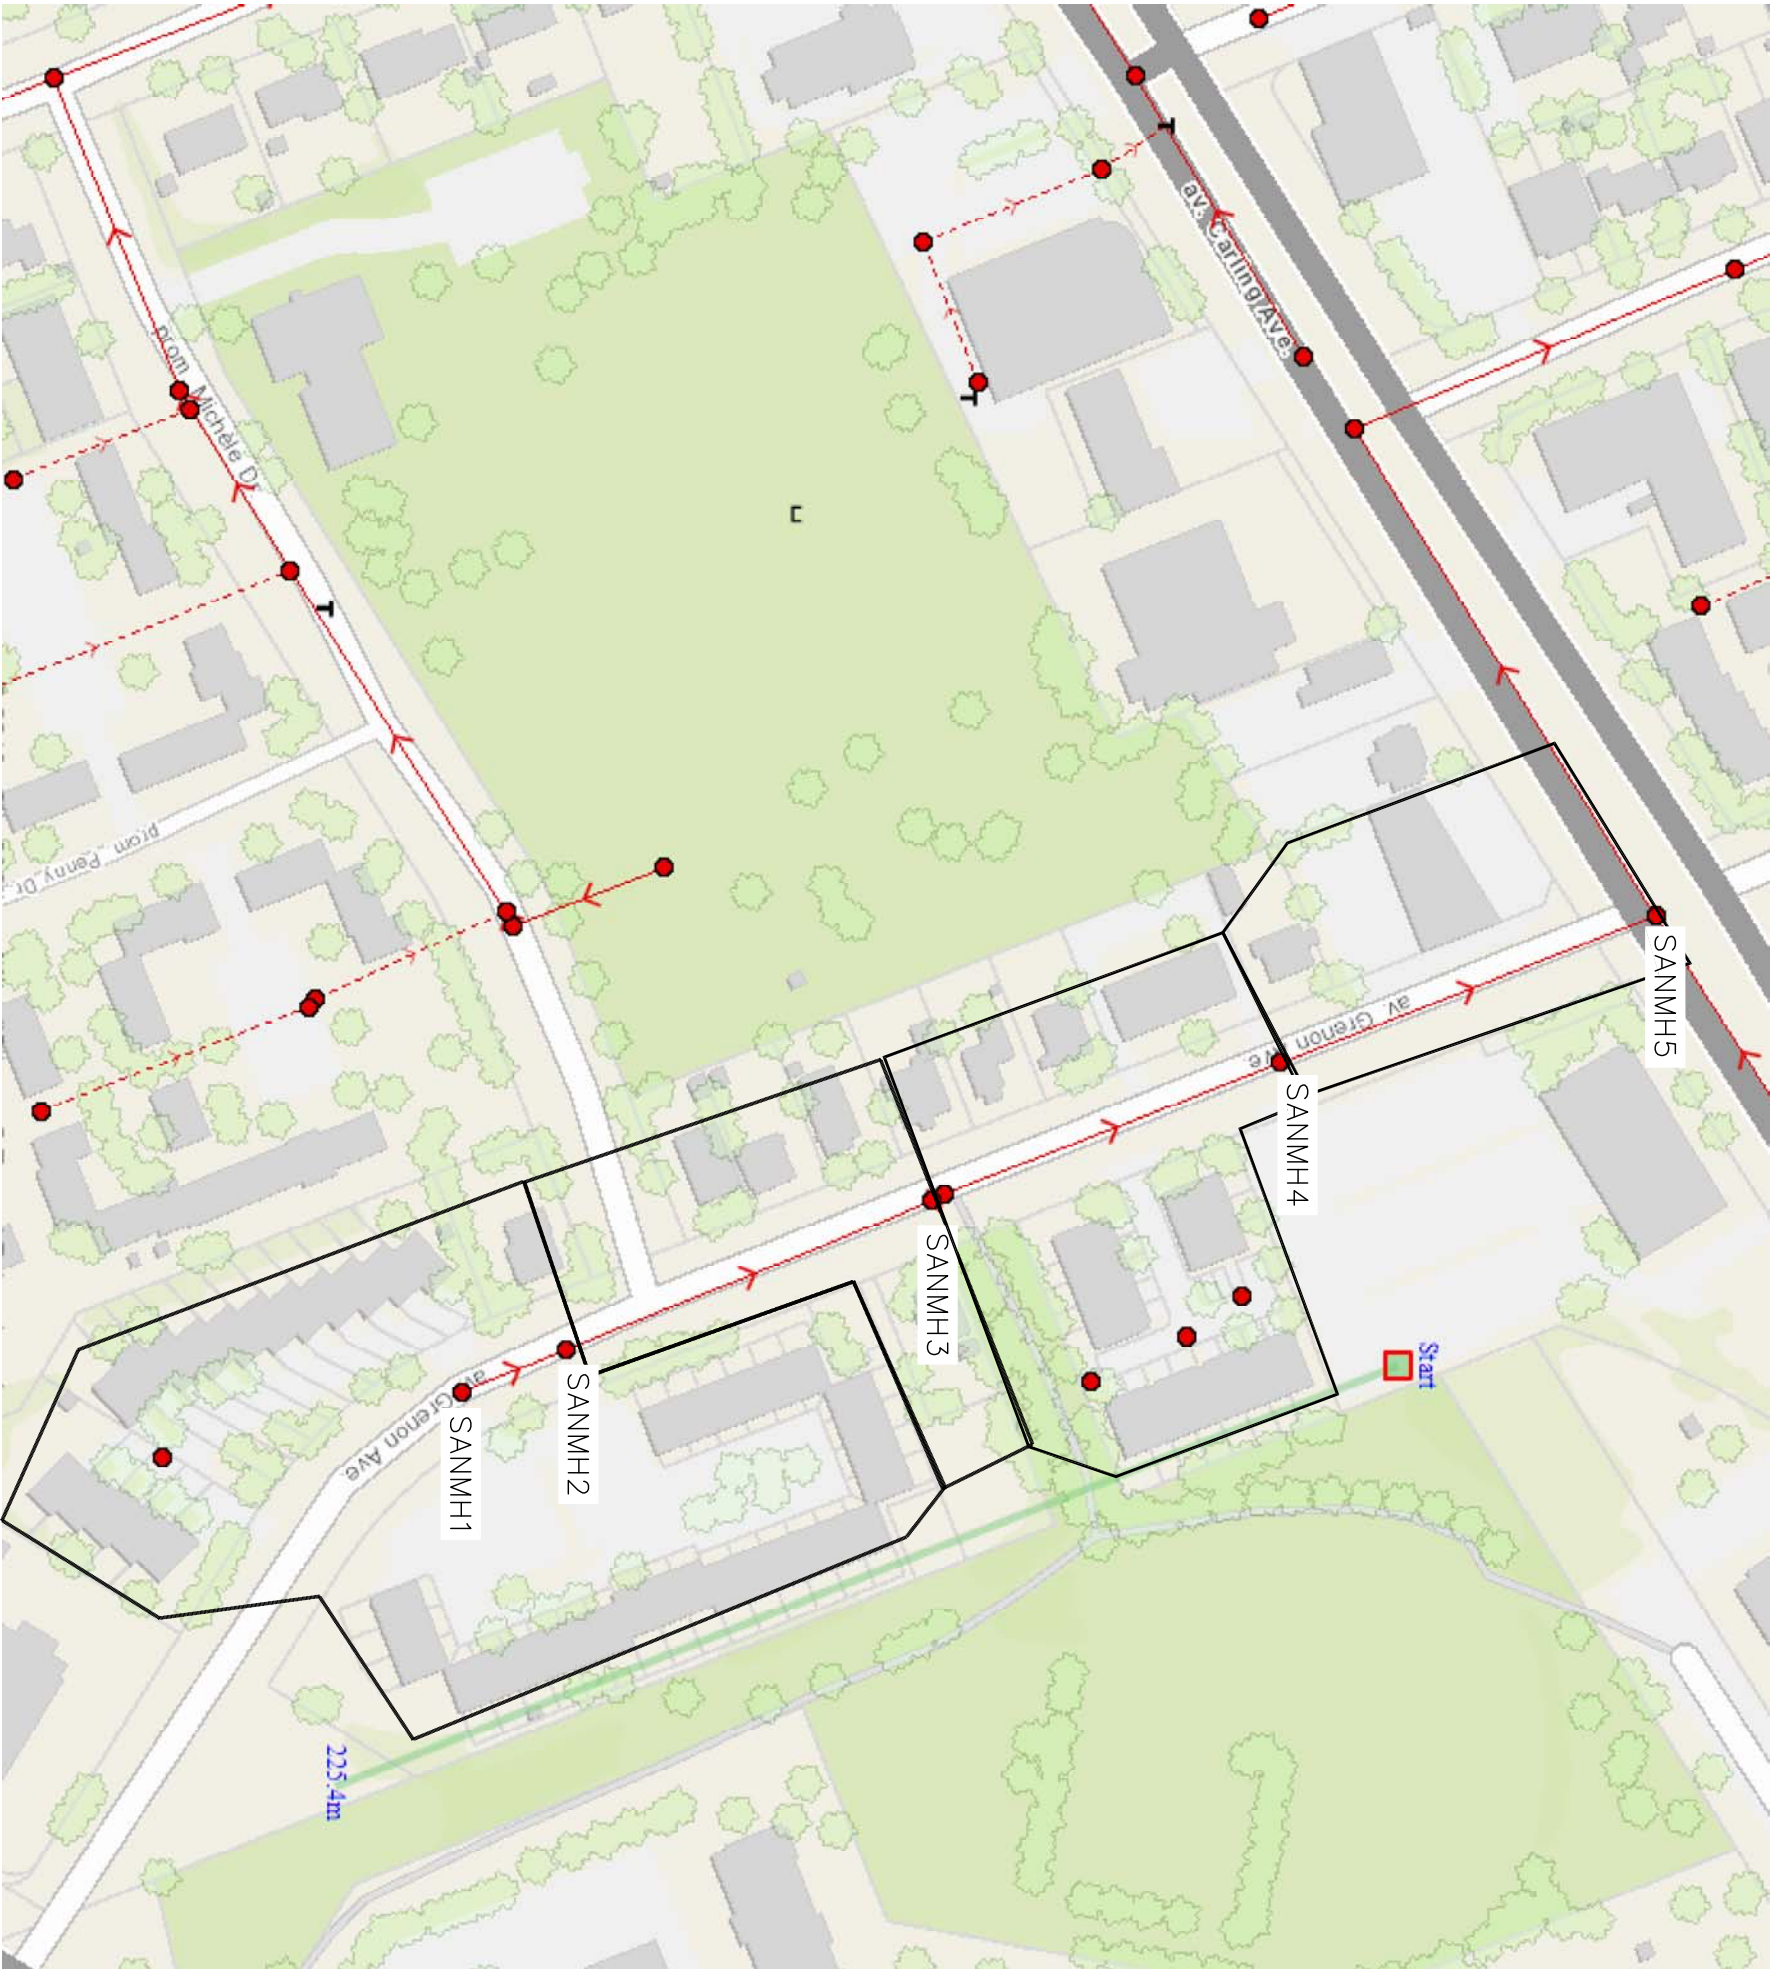 av. Carling Ave.
prom. Michèle Dr.
prom. Penny Dr.
av. Grenon Ave.
SANMH5
SANMH4
SANMH3
Start
SANMH2
av. Grenon Ave.
SANMH1
225.4m